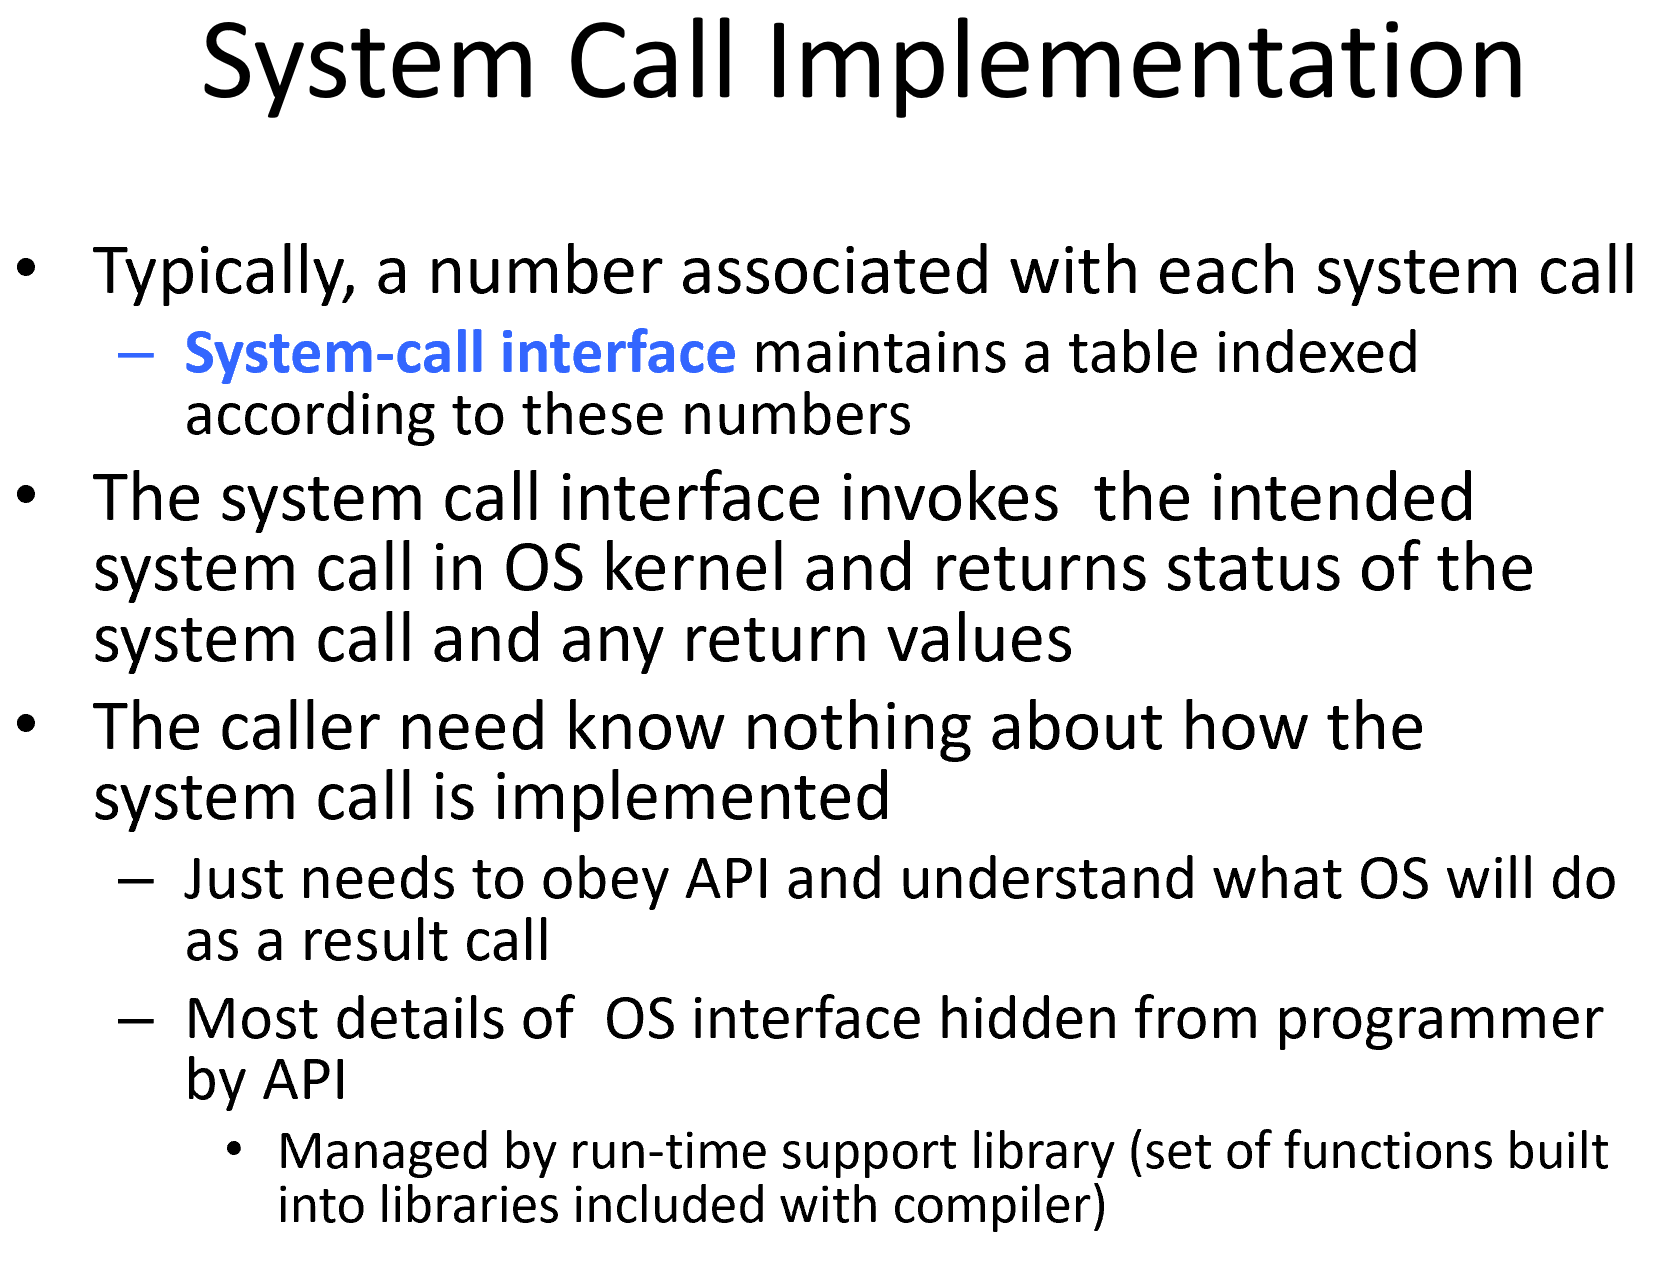 System Call Implementation
• Typically, a number associated with each system call
– System-call interface maintains a table indexed
according to these numbers
• The system call interface invokes  the intended
system call in OS kernel and returns status of the
system call and any return values
• The caller need know nothing about how the
system call is implemented
– Just needs to obey API and understand what OS will do
as a result call
– Most details of  OS interface hidden from programmer
by API
• Managed by run-time support library (set of functions built
into libraries included with compiler)